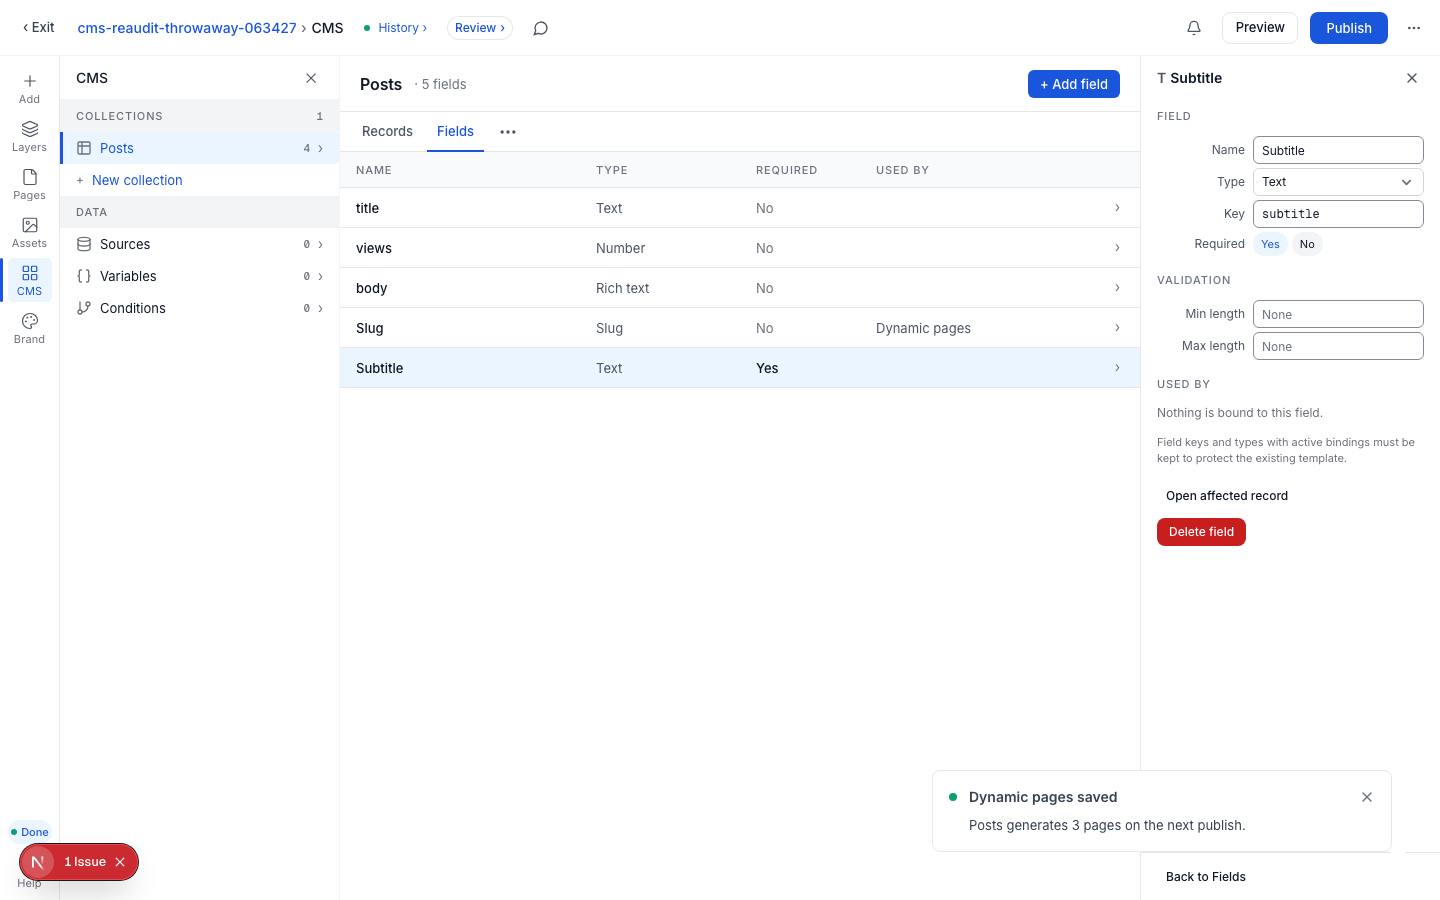 ‹ Exit
cms-reaudit-throwaway-063427 › CMS
History ›
Review ›
Preview
Publish
Add
Layers
Pages
Assets
CMS
Brand
Done
N 1 Issue
Help
CMS
COLLECTIONS 1
Posts 4 ›
+ New collection
DATA
Sources 0 ›
Variables 0 ›
Conditions 0 ›
Posts · 5 fields
+ Add field
Records Fields
NAME TYPE REQUIRED USED BY
title Text No ›
views Number No ›
body Rich text No ›
Slug Slug No Dynamic pages ›
Subtitle Text Yes ›
T Subtitle
FIELD
Name Subtitle
Type Text
Key subtitle
Required Yes No
VALIDATION
Min length None
Max length None
USED BY
Nothing is bound to this field.
Field keys and types with active bindings must be
kept to protect the existing template.
Open affected record
Delete field
Dynamic pages saved
Posts generates 3 pages on the next publish.
Back to Fields